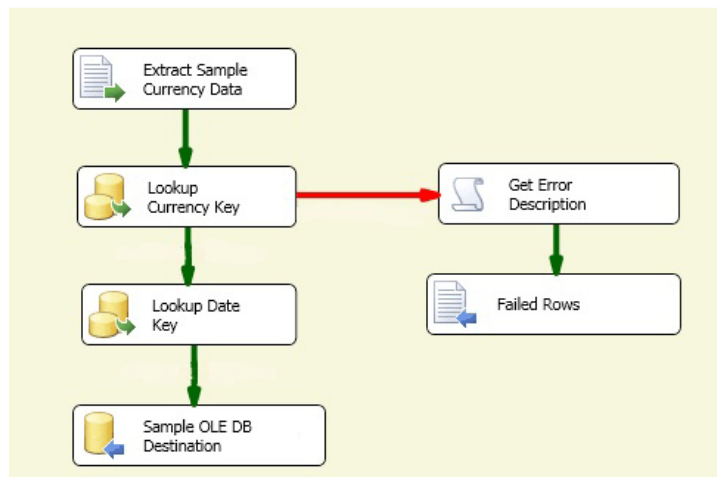 Extract Sample
Currency Data
Lookup
Currency Key
Get Error
Description
Lookup Date
Key
Failed Rows
Sample OLE DB
Destination